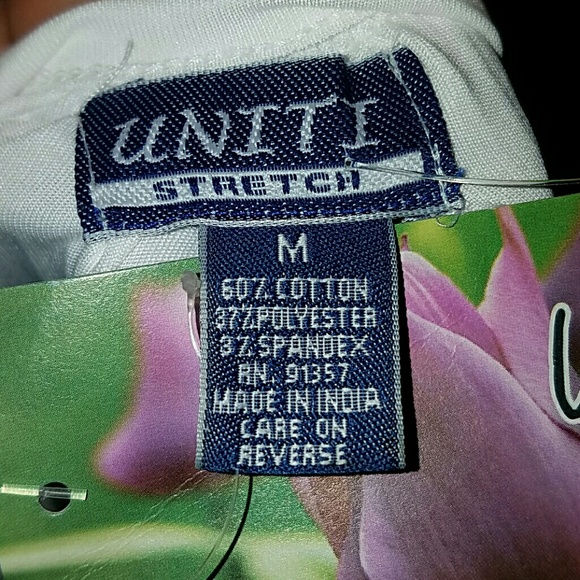 UNITI
STRETCH
M
60% COTTON
37% POLYESTER
3% SPANDEX
RN. 91357
MADE IN INDIA
CARE ON
REVERSE